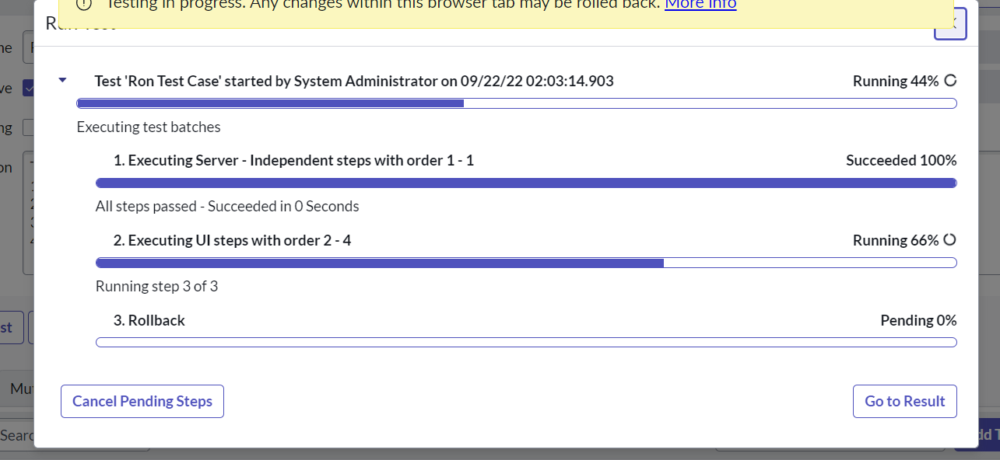 Testing in progress. Any changes within this browser tab may be rolled back. More info
Test 'Ron Test Case' started by System Administrator on 09/22/22 02:03:14.903
Running 44%
Executing test batches
1. Executing Server - Independent steps with order 1 - 1
Succeeded 100%
All steps passed - Succeeded in 0 Seconds
2. Executing UI steps with order 2 - 4
Running 66%
Running step 3 of 3
3. Rollback
Pending 0%
Cancel Pending Steps
Go to Result